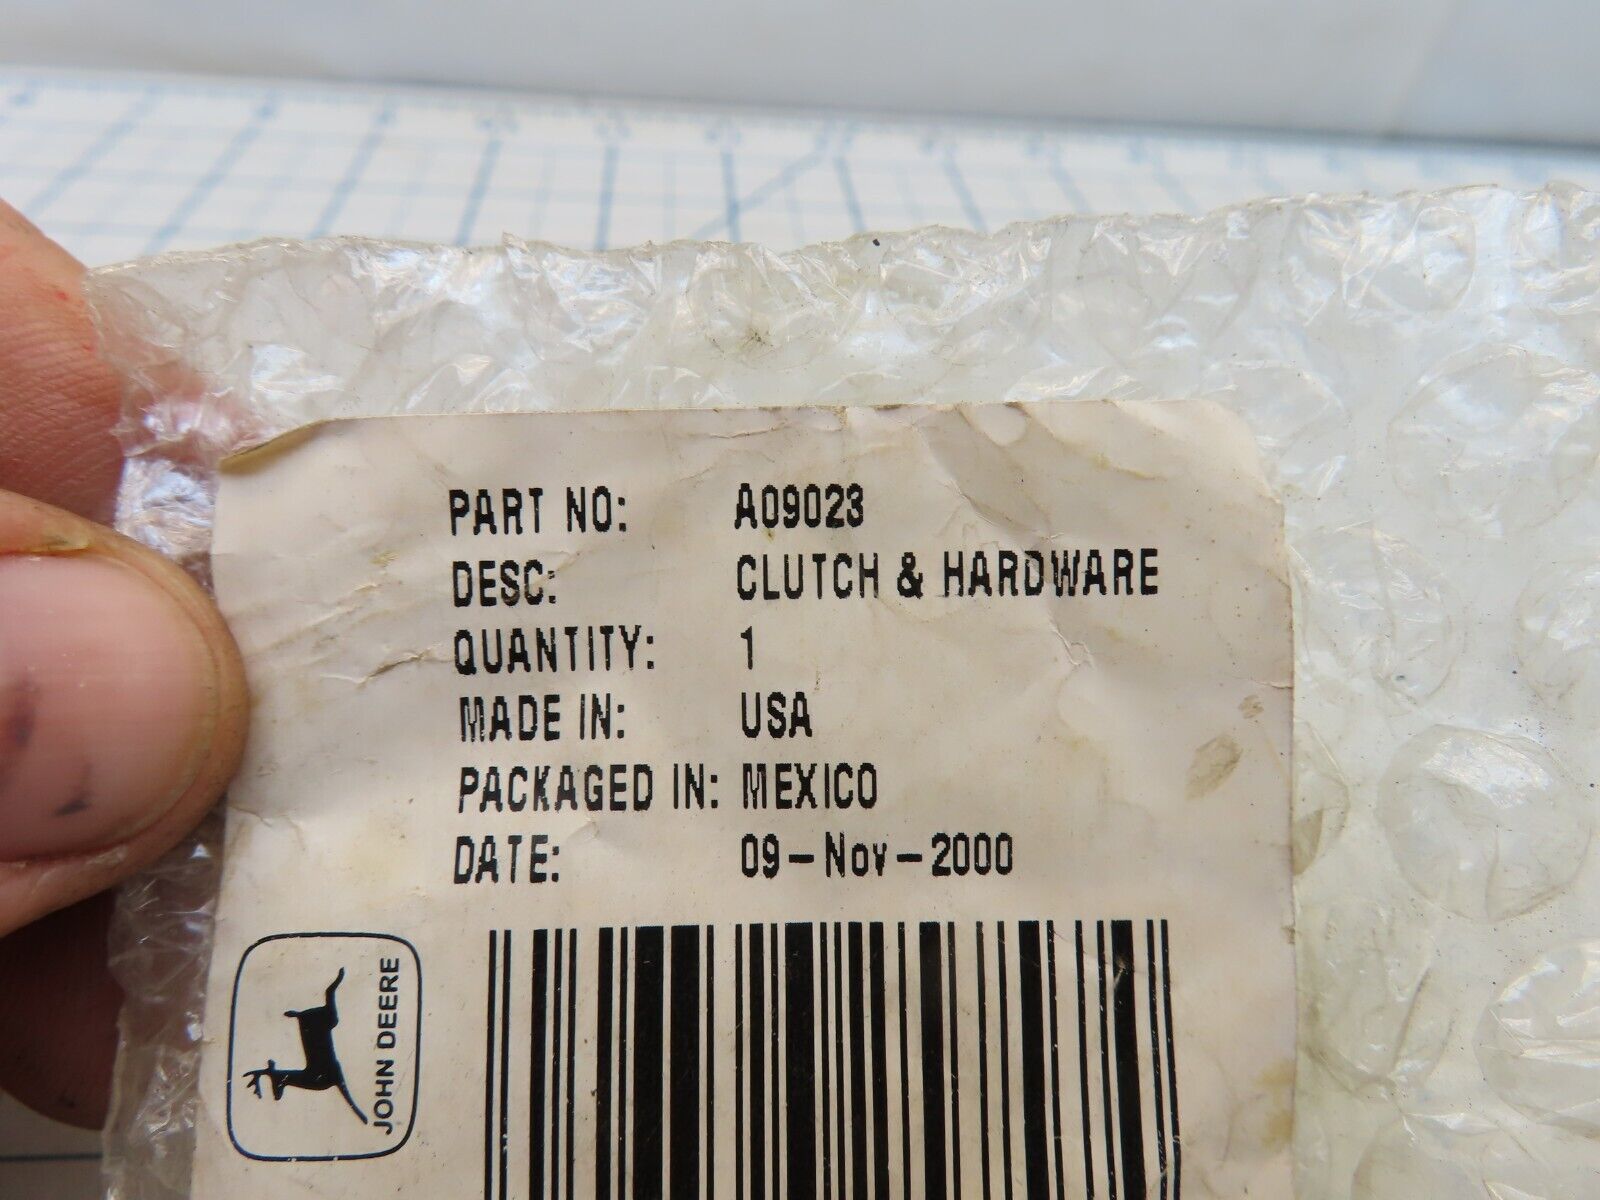 PART NO: A09023
DESC: CLUTCH & HARDWARE
QUANTITY: 1
MADE IN: USA
PACKAGED IN: MEXICO
DATE: 09-Nov-2000
JOHN DEERE